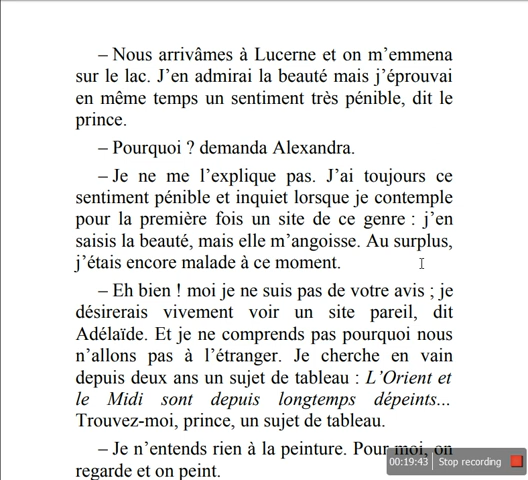 – Nous arrivâmes à Lucerne et on m’emmena
sur le lac. J’en admirai la beauté mais j’éprouvai
en même temps un sentiment très pénible, dit le
prince.
– Pourquoi ? demanda Alexandra.
– Je ne me l’explique pas. J’ai toujours ce
sentiment pénible et inquiet lorsque je contemple
pour la première fois un site de ce genre : j’en
saisis la beauté, mais elle m’angoisse. Au surplus,
j’étais encore malade à ce moment.
– Eh bien ! moi je ne suis pas de votre avis ; je
désirerais vivement voir un site pareil, dit
Adélaïde. Et je ne comprends pas pourquoi nous
n’allons pas à l’étranger. Je cherche en vain
depuis deux ans un sujet de tableau : L’Orient et
le Midi sont depuis longtemps dépeints...
Trouvez-moi, prince, un sujet de tableau.
– Je n’entends rien à la peinture. Pour moi, on
regarde et on peint.
00:19:43 Stop recording